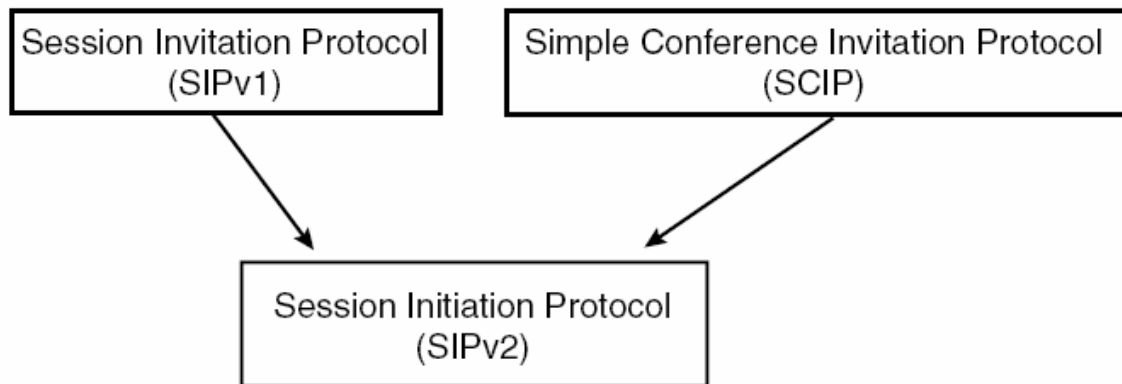 Session Invitation Protocol
(SIPv1)
Simple Conference Invitation Protocol
(SCIP)
Session Initiation Protocol
(SIPv2)